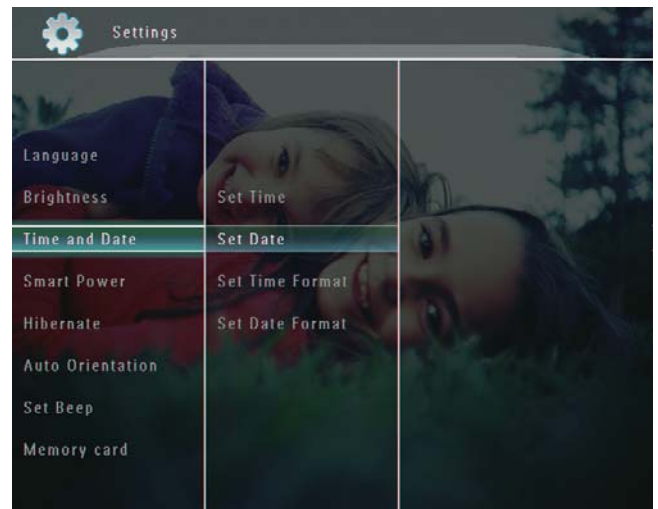 Settings
Language
Brightness
Time and Date
Smart Power
Hibernate
Auto Orientation
Set Beep
Memory card
Set Time
Set Date
Set Time Format
Set Date Format